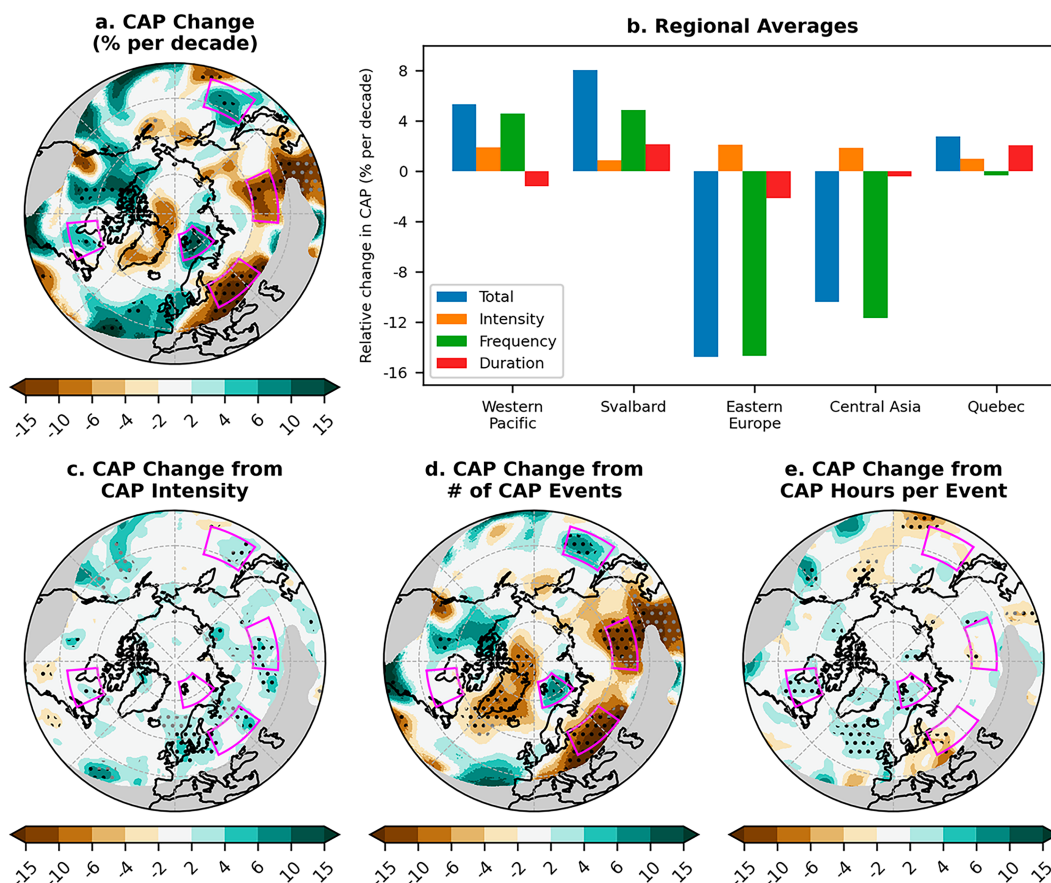 a. CAP Change
(% per decade)
-15 -10 -6 -4 -2 2 4 6 10 15
b. Regional Averages
Relative change in CAP (% per decade)
8
4
0
-4
-8
-12
-16
Total
Intensity
Frequency
Duration
Western
Pacific
Svalbard
Eastern
Europe
Central Asia
Quebec
c. CAP Change from
CAP Intensity
-15 -10 -6 -4 -2 2 4 6 10 15
d. CAP Change from
# of CAP Events
-15 -10 -6 -4 -2 2 4 6 10 15
e. CAP Change from
CAP Hours per Event
-15 -10 -6 -4 -2 2 4 6 10 15